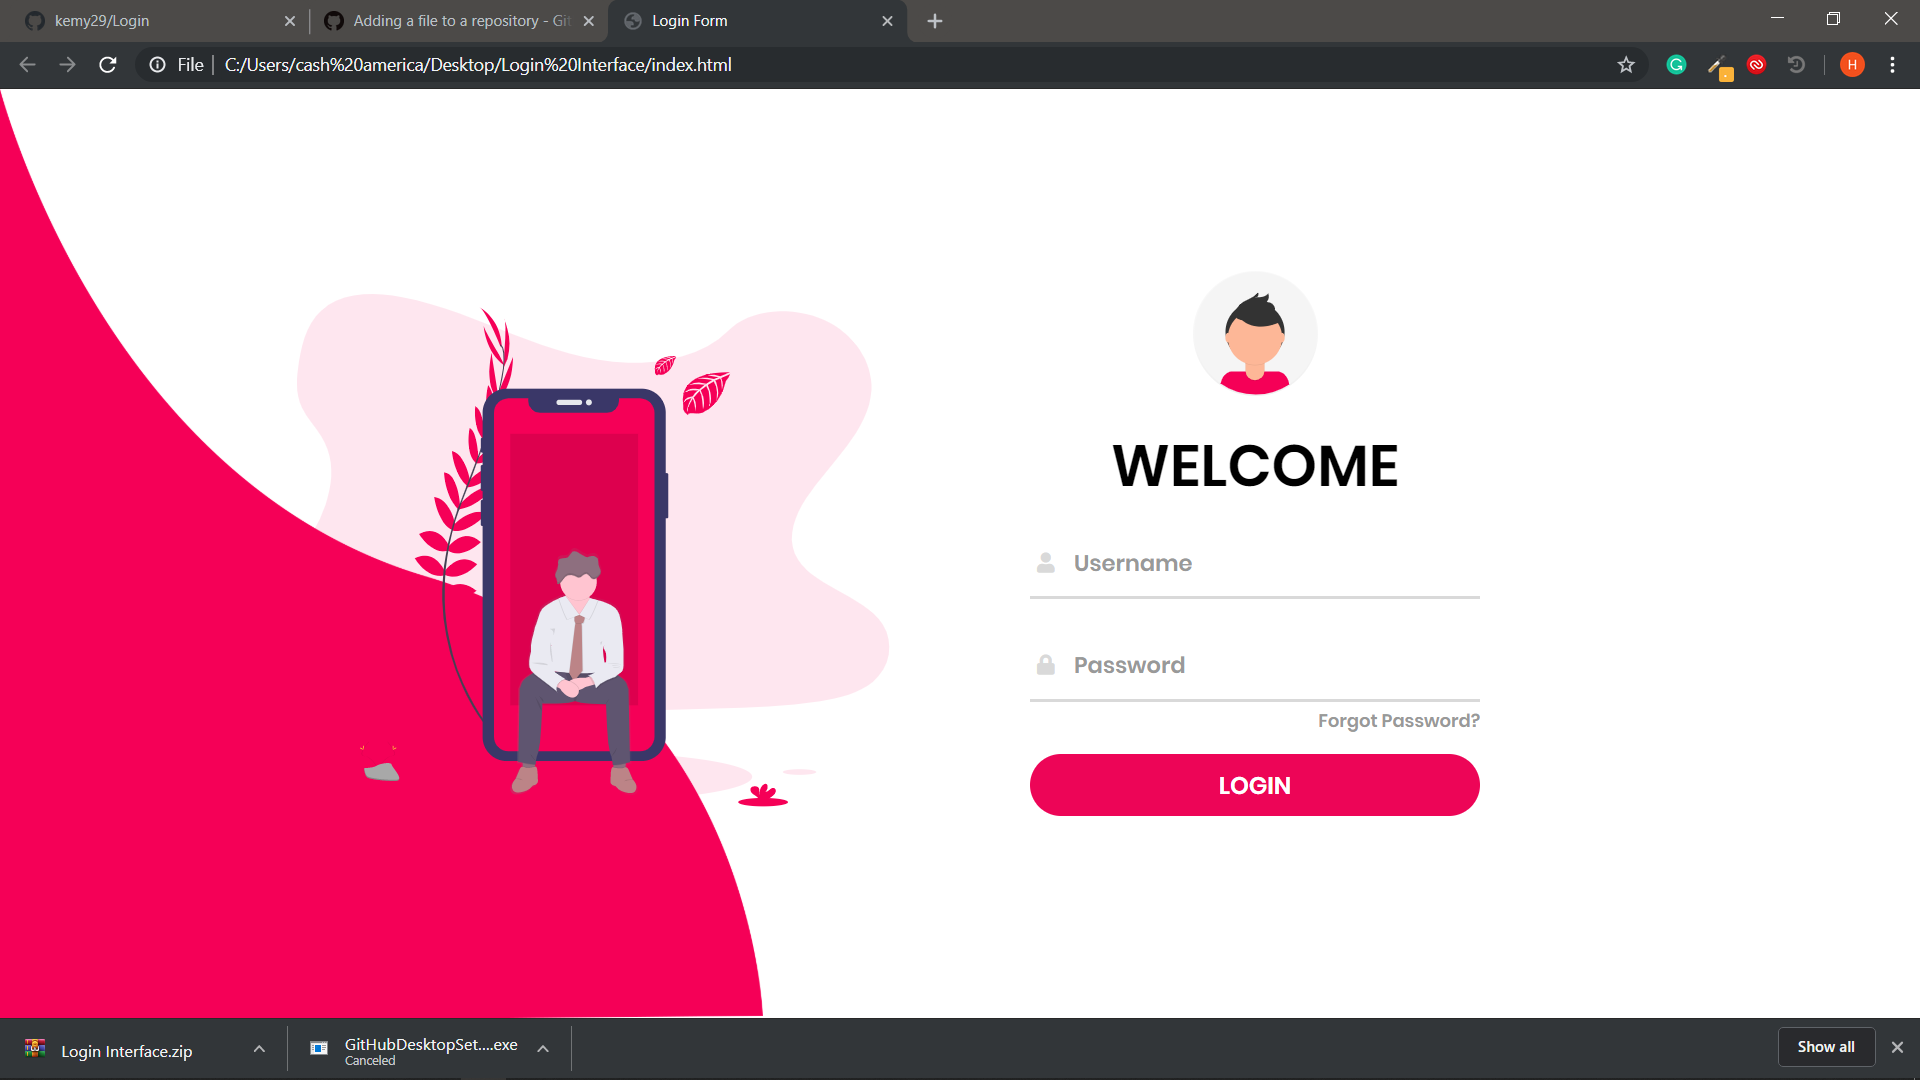 kemy29/Login
Adding a file to a repository - Git
Login Form
File
C:/Users/cash%20america/Desktop/Login%20Interface/index.html
H
WELCOME
Username
Password
Forgot Password?
LOGIN
Login Interface.zip
GitHubDesktopSet....exe
Canceled
Show all